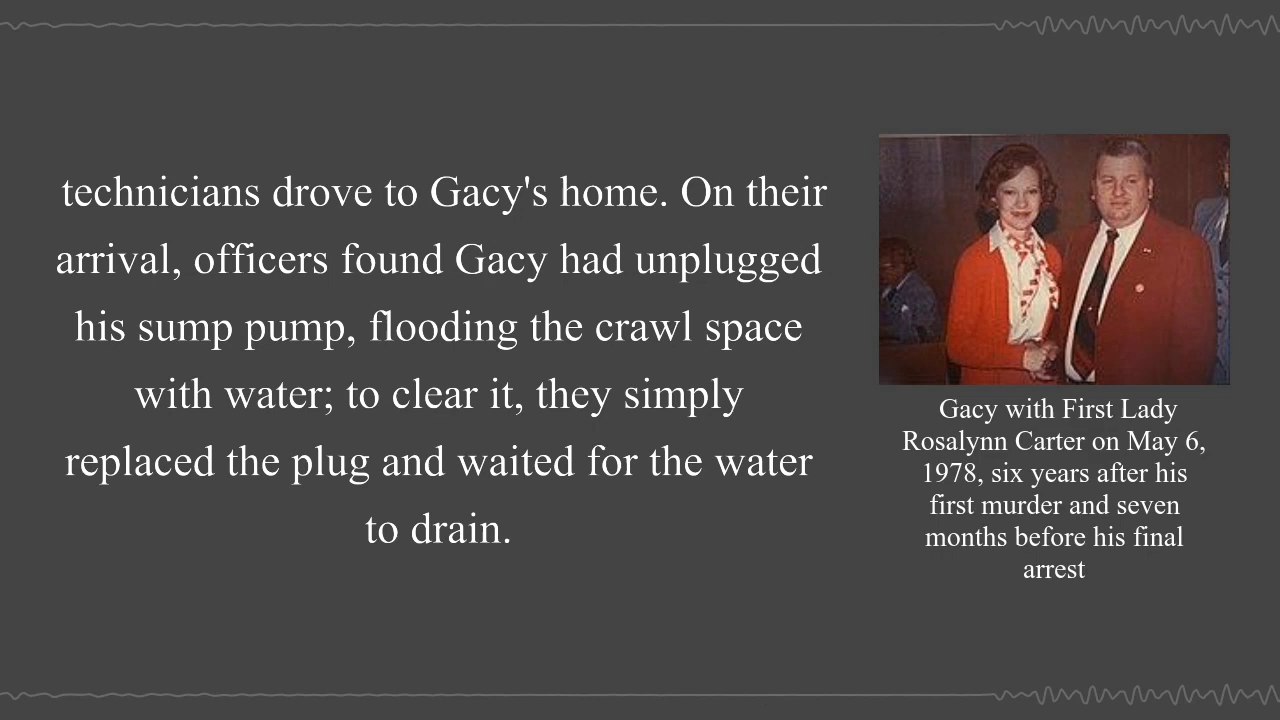 technicians drove to Gacy's home. On their
arrival, officers found Gacy had unplugged
his sump pump, flooding the crawl space
with water; to clear it, they simply
replaced the plug and waited for the water
to drain.
Gacy with First Lady
Rosalynn Carter on May 6,
1978, six years after his
first murder and seven
months before his final
arrest